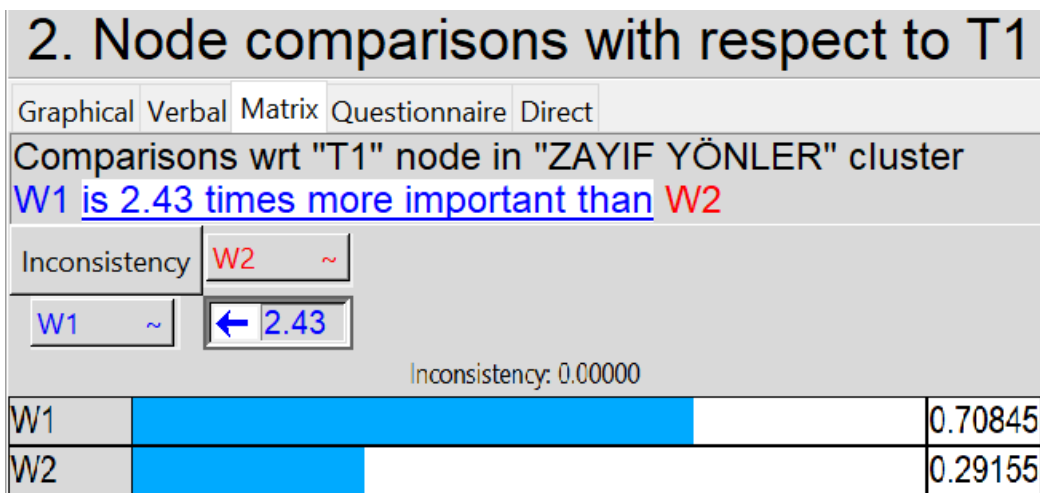 2. Node comparisons with respect to T1
Graphical Verbal Matrix Questionnaire Direct
Comparisons wrt "T1" node in "ZAYIF YÖNLER" cluster
W1 is 2.43 times more important than W2
Inconsistency W2 ~
W1 ~ 2.43
Inconsistency: 0.00000
W1 0.70845
W2 0.29155